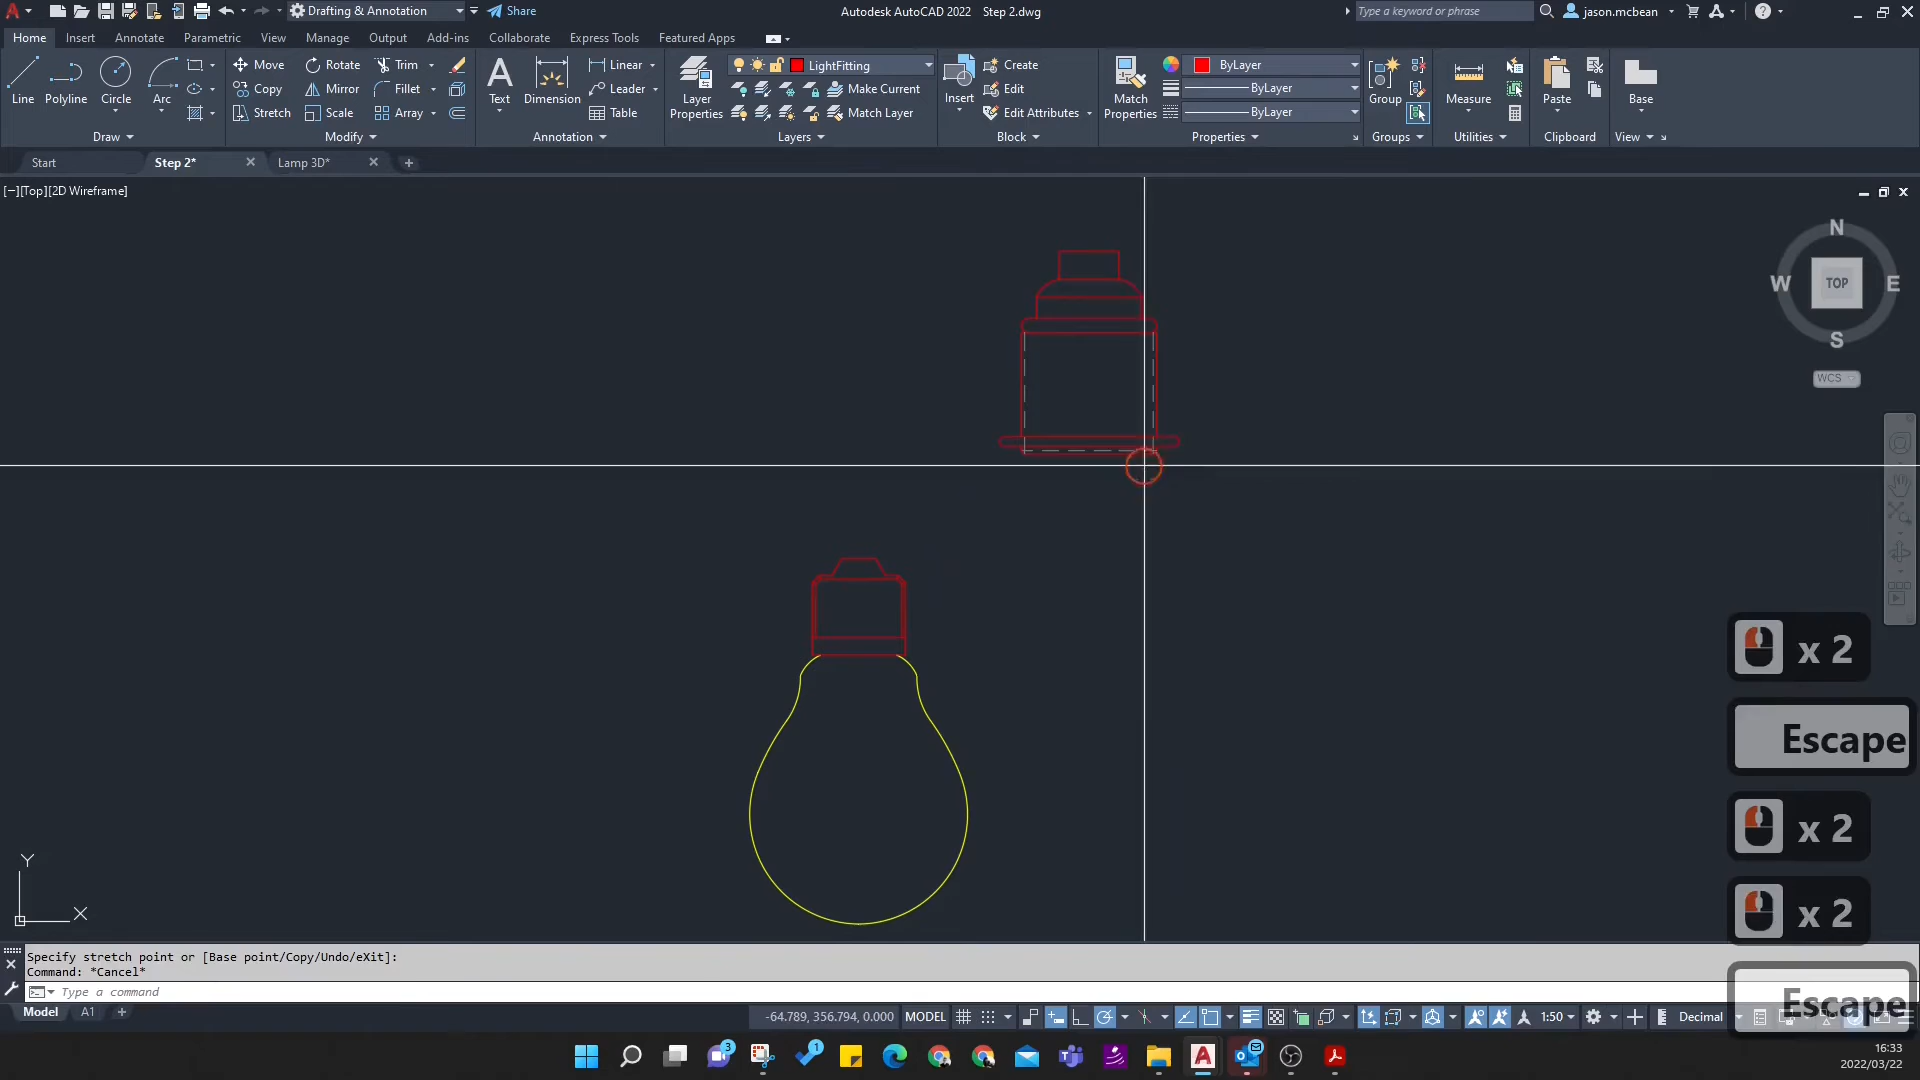 Drafting & Annotation
Share
Autodesk AutoCAD 2022 Step 2.dwg
Type a keyword or phrase
jason.mcbean
Home Insert Annotate Parametric View Manage Output Add-ins Collaborate Express Tools Featured Apps
Line Polyline Circle Arc
Draw
Move Rotate Trim
Copy Mirror Fillet
Stretch Scale Array
Modify
Text Dimension
Linear
Leader
Table
Annotation
Layer Properties
LightFitting
Make Current
Match Layer
Layers
Insert
Create
Edit
Edit Attributes
Block
Match Properties
ByLayer
ByLayer
ByLayer
Properties
Group
Groups
Measure
Utilities
Paste
Clipboard
Base
View
Start Step 2* Lamp 3D*
[−][Top][2D Wireframe]
N
W TOP E
S
WCS
x 2
Escape
x 2
x 2
Escape
Y
X
Specify stretch point or [Base point/Copy/Undo/eXit]:
Command: *Cancel*
Type a command
Model A1
-64.789, 356.794, 0.000 MODEL 1:50 Decimal
3
1
16:33
2022/03/22